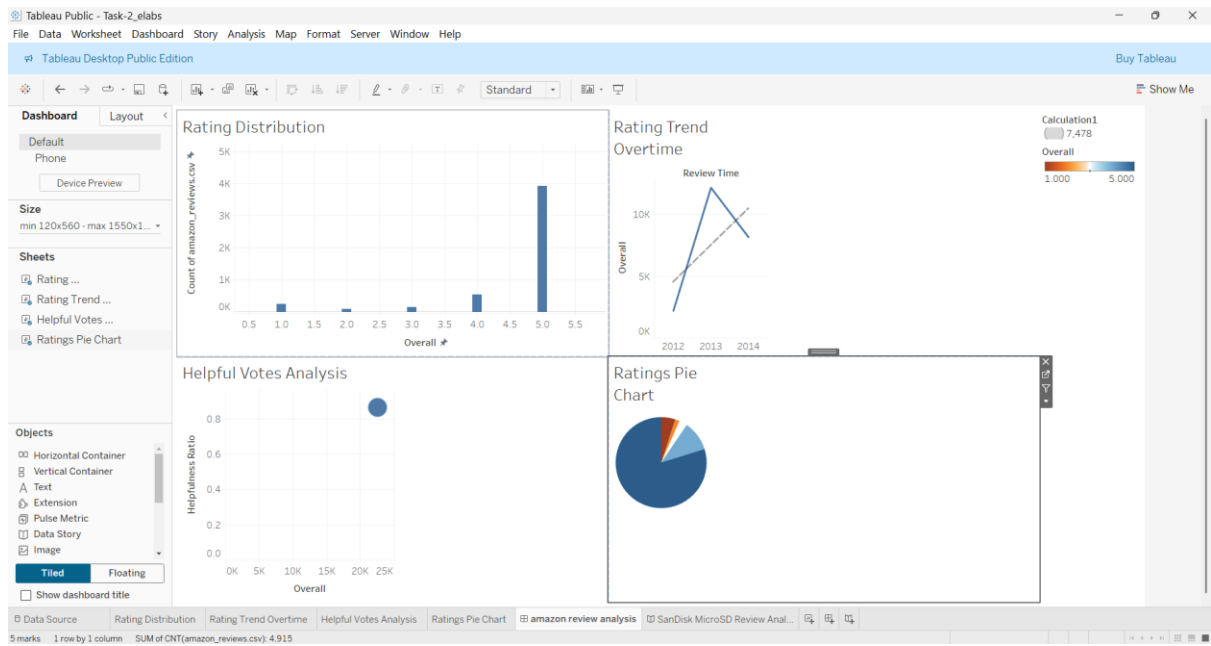 Tableau Public - Task-2_elabs
File Data Worksheet Dashboard Story Analysis Map Format Server Window Help
Tableau Desktop Public Edition
Buy Tableau
Standard
Show Me
Dashboard Layout
Default
Phone
Device Preview
Size
min 120x560 - max 1550x1...
Sheets
Rating ...
Rating Trend ...
Helpful Votes ...
Ratings Pie Chart
Objects
Horizontal Container
Vertical Container
Text
Extension
Pulse Metric
Data Story
Image
Tiled Floating
Show dashboard title
Rating Distribution
Count of amazon_reviews.csv
5K
4K
3K
2K
1K
0K
0.5 1.0 1.5 2.0 2.5 3.0 3.5 4.0 4.5 5.0 5.5
Overall
Rating Trend
Overtime
Review Time
Overall
10K
5K
0K
2012 2013 2014
Calculation1
7,478
Overall
1.000 5.000
Helpful Votes Analysis
Helpfulness Ratio
0.8
0.6
0.4
0.2
0.0
0K 5K 10K 15K 20K 25K
Overall
Ratings Pie
Chart
Data Source Rating Distribution Rating Trend Overtime Helpful Votes Analysis Ratings Pie Chart amazon review analysis SanDisk MicroSD Review Anal...
5 marks 1 row by 1 column SUM of CNT(amazon_reviews.csv): 4,915